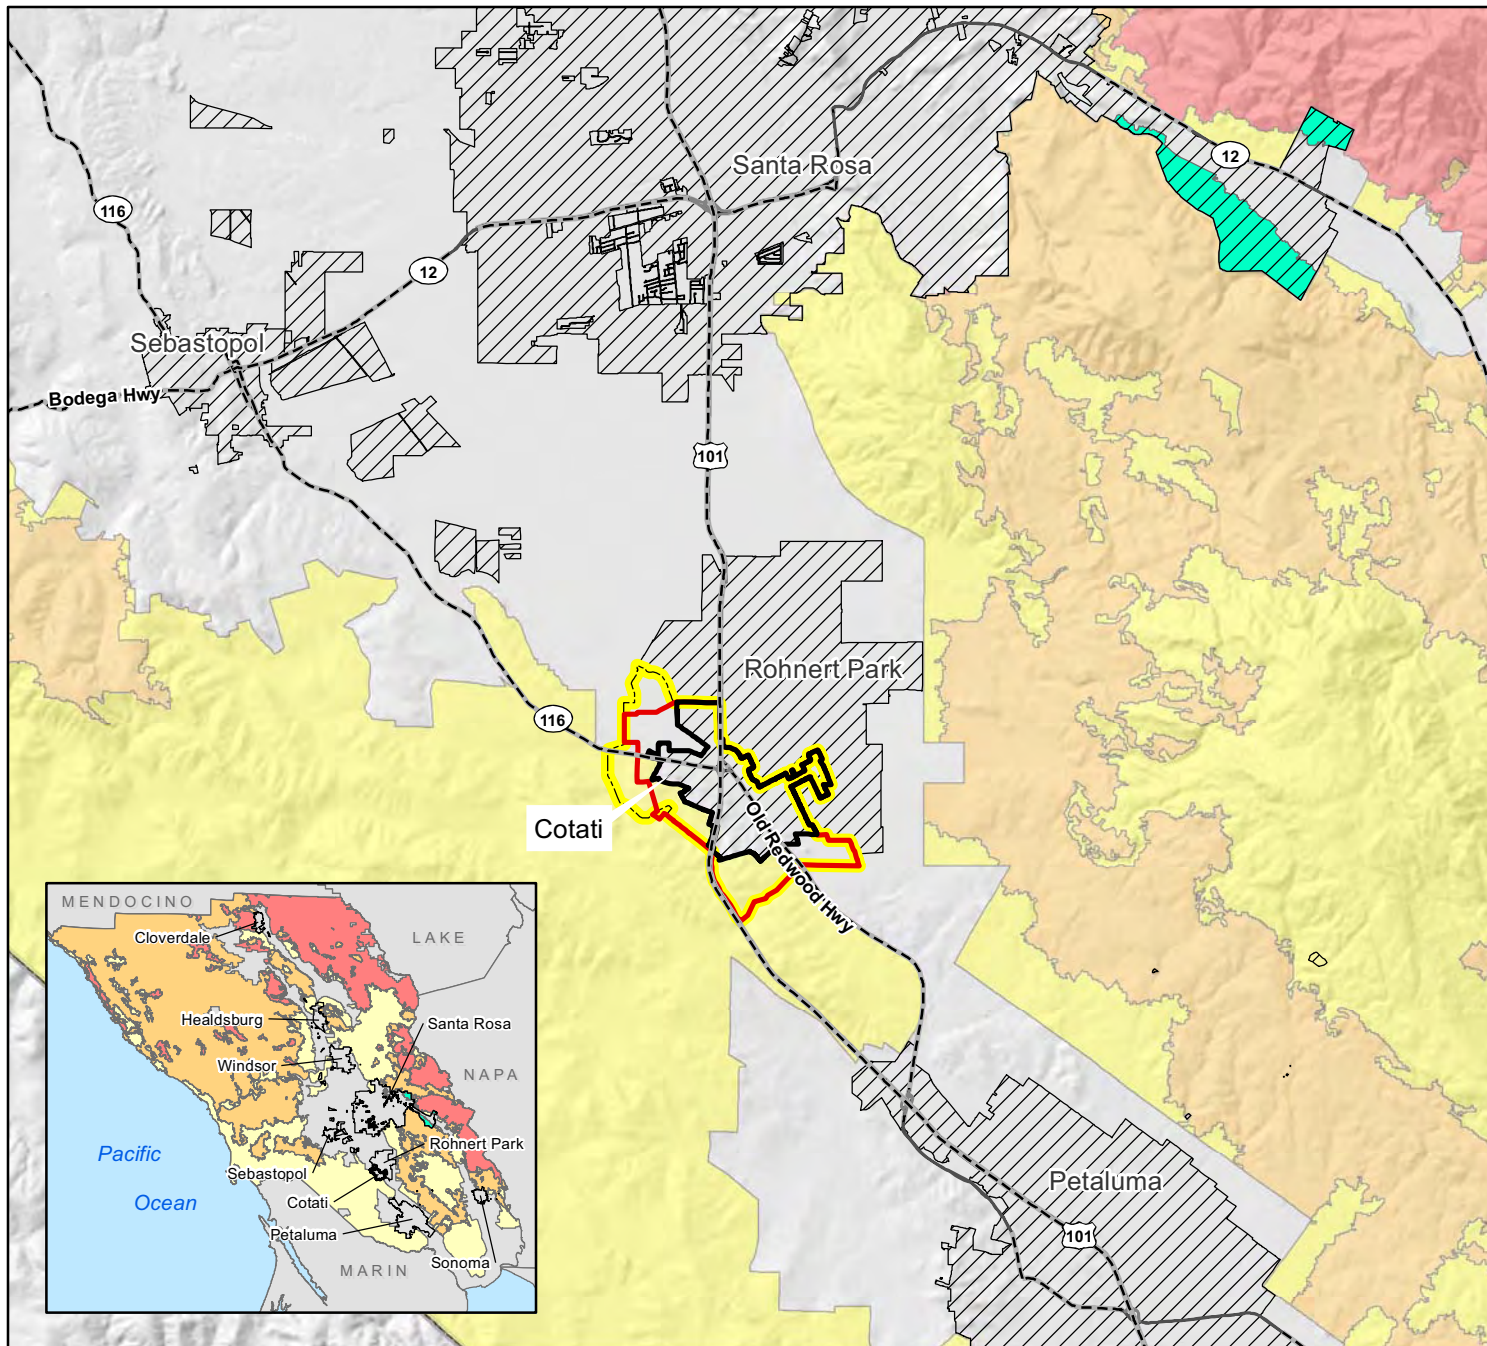 Santa Rosa
12
116
12
Sebastopol
Bodega Hwy
101
Rohnert Park
116
Cotati
Old Redwood Hwy
Petaluma
101
MENDOCINO
Cloverdale
LAKE
Healdsburg
Santa Rosa
Windsor
NAPA
Pacific
Ocean
Rohnert Park
Sebastopol
Cotati
Petaluma
Sonoma
MARIN